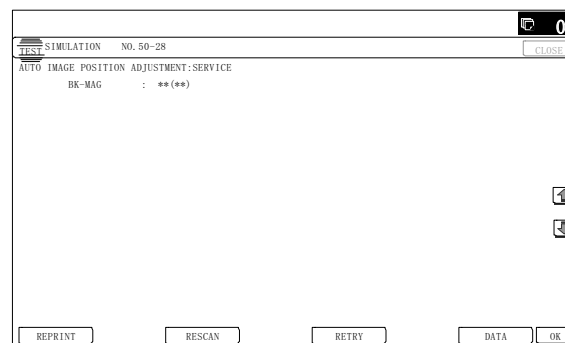 0
TEST SIMULATION NO. 50-28
CLOSE
AUTO IMAGE POSITION ADJUSTMENT:SERVICE
BK-MAG : **(**)
REPRINT RESCAN RETRY DATA OK